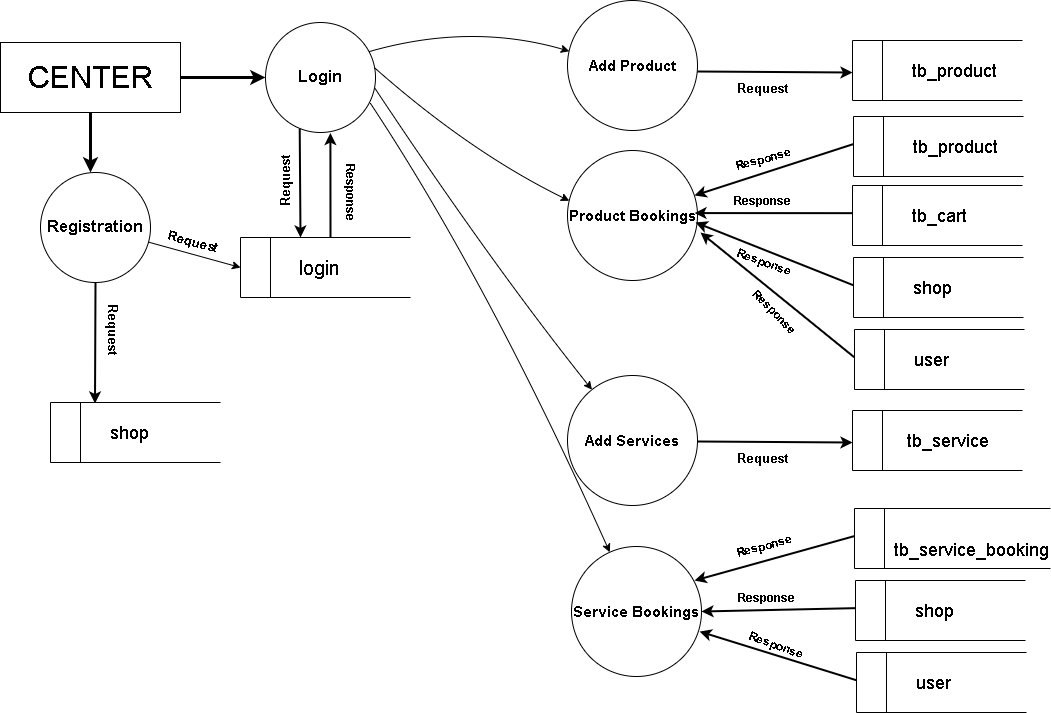 CENTER
Login
Add Product
Request
tb_product
Response
tb_product
Request
Response
Product Bookings
Response
tb_cart
Registration
Request
login
Response
shop
Response
user
Request
shop
Add Services
Request
tb_service
Response
tb_service_booking
Service Bookings
Response
shop
Response
user